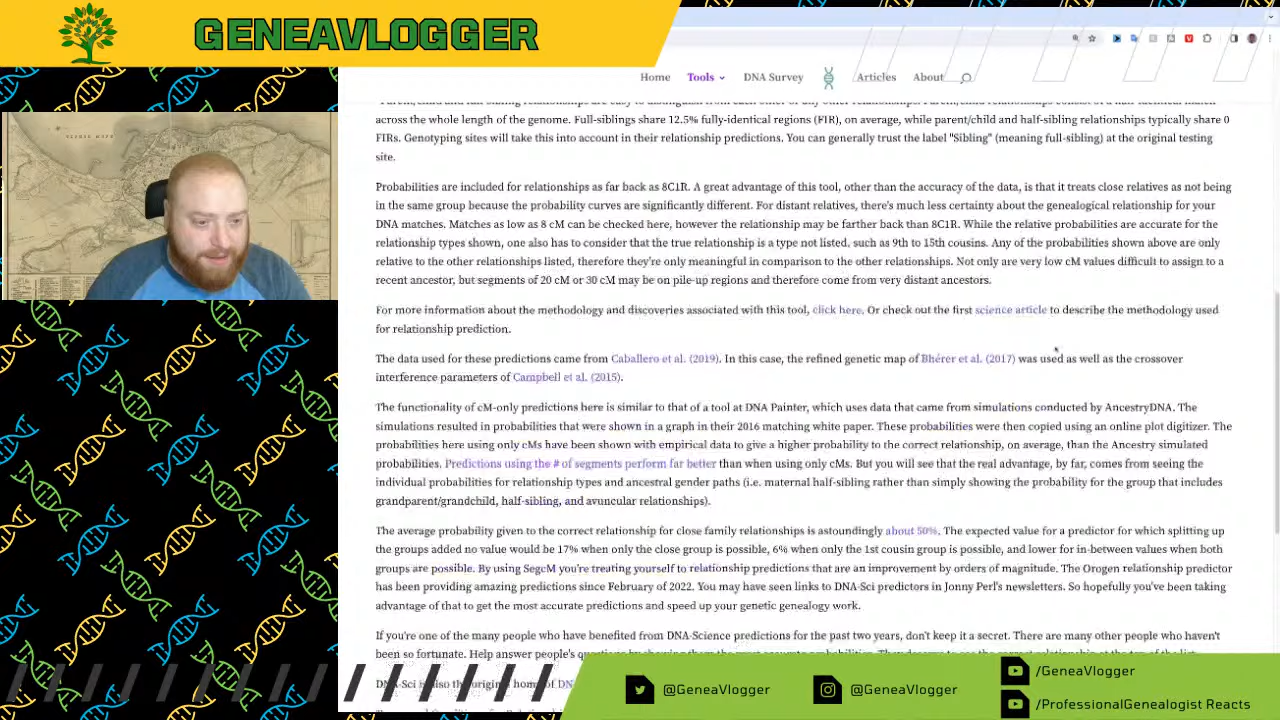 GENEAVLOGGER
Home Tools DNA Survey Articles About
across the whole length of the genome. Full-siblings share 12.5% fully-identical regions (FIR), on average, while parent/child and half-sibling relationships typically share 0
FIRs. Genotyping sites will take this into account in their relationship predictions. You can generally trust the label "Sibling" (meaning full-sibling) at the original testing
site.
Probabilities are included for relationships as far back as 8C1R. A great advantage of this tool, other than the accuracy of the data, is that it treats close relatives as not being
in the same group because the probability curves are significantly different. For distant relatives, there's much less certainty about the genealogical relationship for your
DNA matches. Matches as low as 8 cM can be checked here, however the relationship may be farther back than 8C1R. While the relative probabilities are accurate for the
relationship types shown, one also has to consider that the true relationship is a type not listed, such as 9th to 15th cousins. Any of the probabilities shown above are only
relative to the other relationships listed, therefore they're only meaningful in comparison to the other relationships. Not only are very low cM values difficult to assign to a
recent ancestor, but segments of 20 cM or 30 cM may be on pile-up regions and therefore come from very distant ancestors.
For more information about the methodology and discoveries associated with this tool, click here. Or check out the first science article to describe the methodology used
for relationship prediction.
The data used for these predictions came from Caballero et al. (2019). In this case, the refined genetic map of Bhérer et al. (2017) was used as well as the crossover
interference parameters of Campbell et al. (2015).
The functionality of cM-only predictions here is similar to that of a tool at DNA Painter, which uses data that came from simulations conducted by AncestryDNA. The
simulations resulted in probabilities that were shown in a graph in their 2016 matching white paper. These probabilities were then copied using an online plot digitizer. The
probabilities here using only cMs have been shown with empirical data to give a higher probability to the correct relationship, on average, than the Ancestry simulated
probabilities. Predictions using the # of segments perform far better than when using only cMs. But you will see that the real advantage, by far, comes from seeing the
individual probabilities for relationship types and ancestral gender paths (i.e. maternal half-sibling rather than simply showing the probability for the group that includes
grandparent/grandchild, half-sibling, and avuncular relationships).
The average probability given to the correct relationship for close family relationships is astoundingly about 50%. The expected value for a predictor for which splitting up
the groups added no value would be 17% when only the close group is possible, 6% when only the 1st cousin group is possible, and lower for in-between values when both
groups are possible. By using SegcM you're treating yourself to relationship predictions that are an improvement by orders of magnitude. The Orogen relationship predictor
has been providing amazing predictions since February of 2022. You may have seen links to DNA-Sci predictors in Jonny Perl's newsletters. So hopefully you've been taking
advantage of that to get the most accurate predictions and speed up your genetic genealogy work.
If you're one of the many people who have benefited from DNA-Science predictions for the past two years, don't keep it a secret. There are many other people who haven't
been so fortunate. Help answer people's
DNA-Sci is also the original home of DN
@GeneaVlogger @GeneaVlogger /GeneaVlogger
/ProfessionalGenealogist Reacts